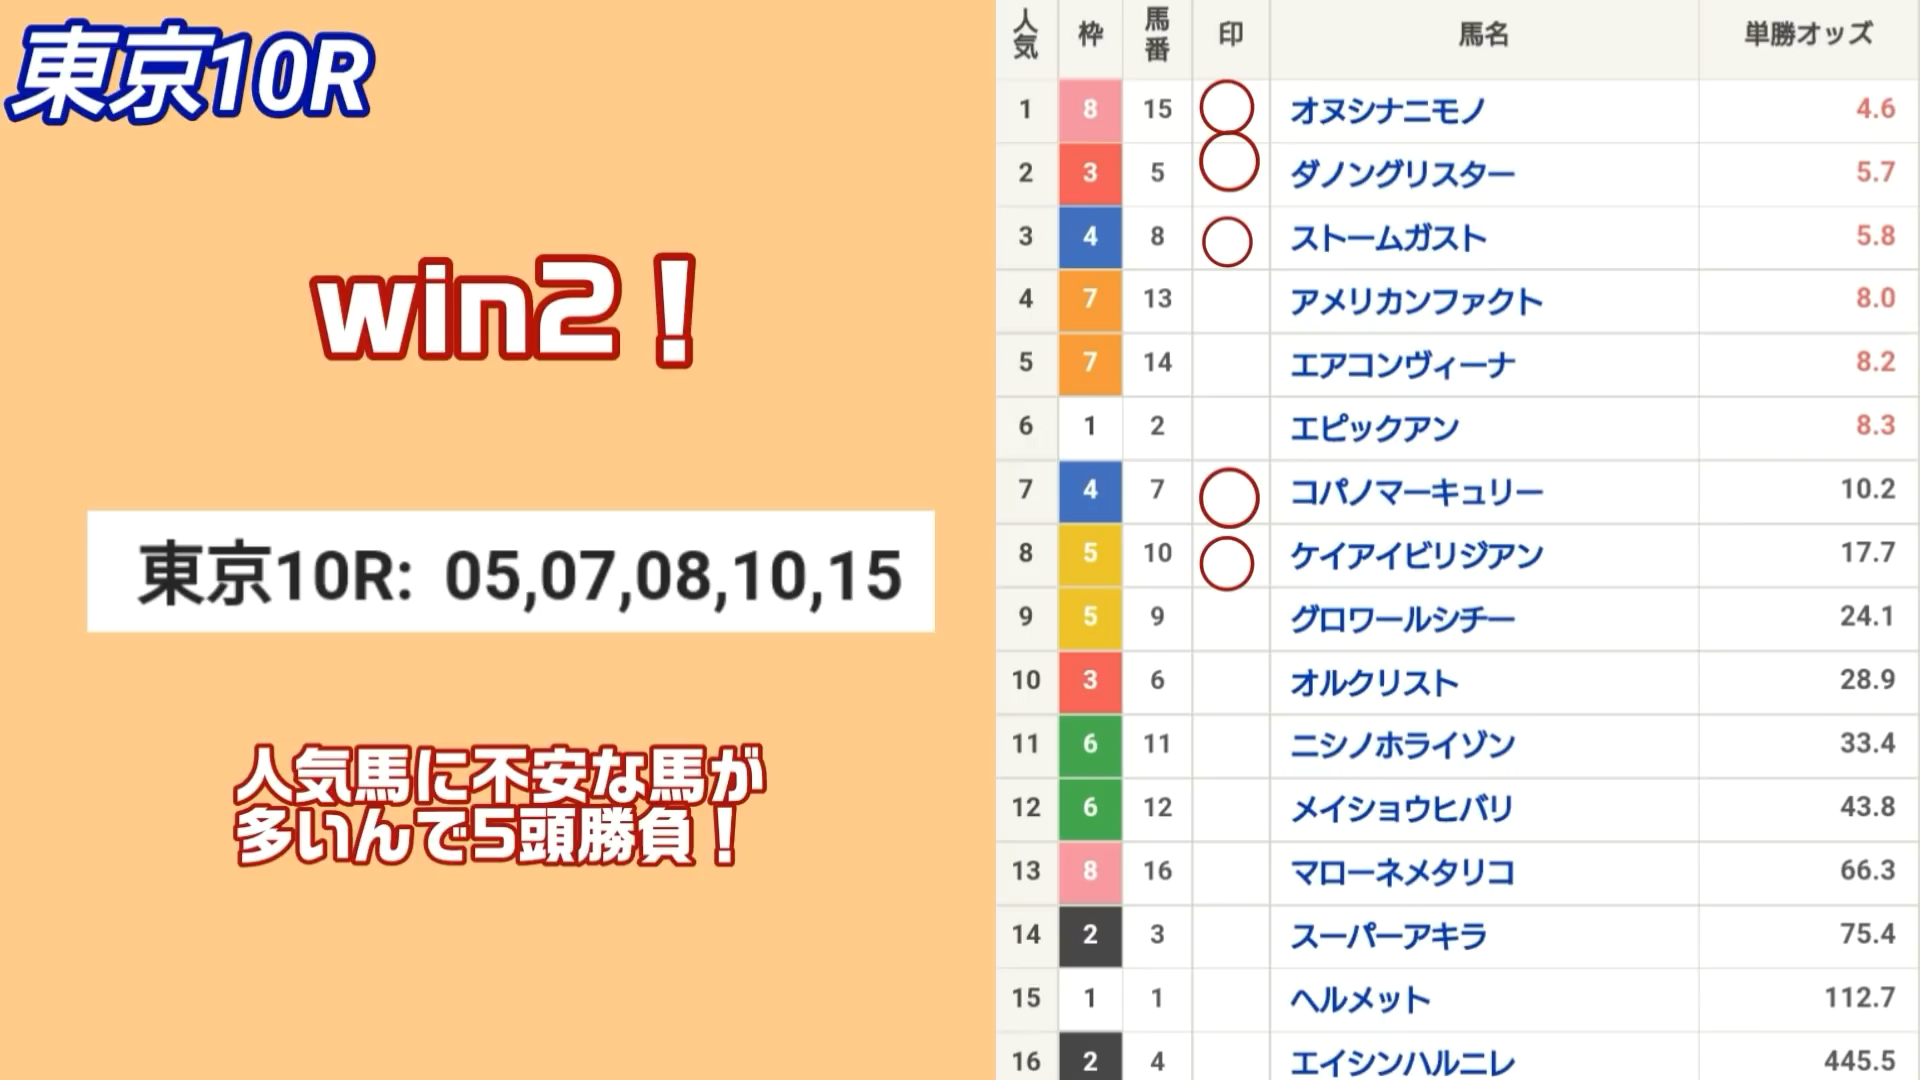 東京10R
win2！
東京10R: 05,07,08,10,15
人気馬に不安な馬が
多いんで5頭勝負！
人気 枠 馬番 印 馬名 単勝オッズ
1 8 15 オヌシナニモノ 4.6
2 3 5 ダノングリスター 5.7
3 4 8 ストームガスト 5.8
4 7 13 アメリカンファクト 8.0
5 7 14 エアコンヴィーナ 8.2
6 1 2 エピックアン 8.3
7 4 7 コパノマーキュリー 10.2
8 5 10 ケイアイビリジアン 17.7
9 5 9 グロワールシチー 24.1
10 3 6 オルクリスト 28.9
11 6 11 ニシノホライゾン 33.4
12 6 12 メイショウヒバリ 43.8
13 8 16 マローネメタリコ 66.3
14 2 3 スーパーアキラ 75.4
15 1 1 ヘルメット 112.7
16 2 4 エイシンハルニレ 445.5